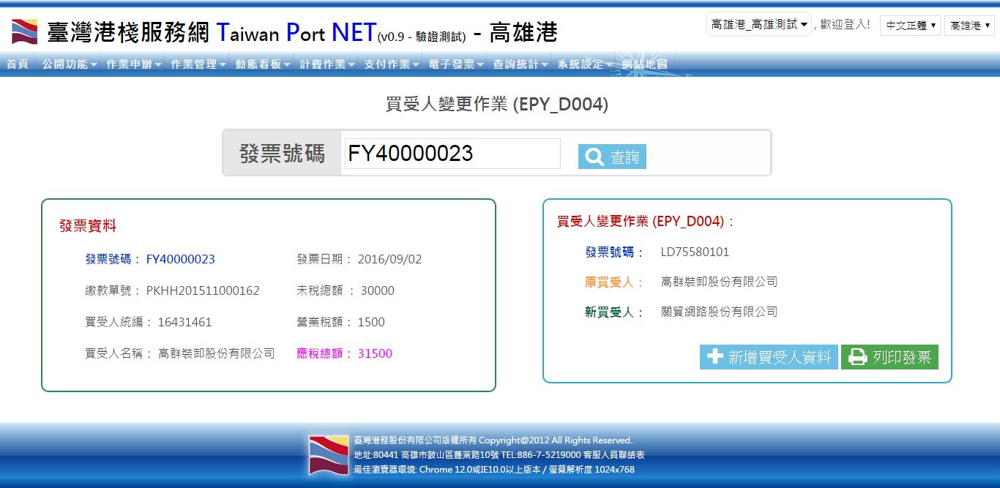 臺灣港棧服務網 Taiwan Port NET(v0.9 - 驗證測試) - 高雄港
高雄港_高雄測試 , 歡迎登入! 中文正體 高雄港
首頁 公開功能 作業申辦 作業管理 動態看板 計費作業 支付作業 電子發票 查詢統計 系統設定 網站地圖
買受人變更作業 (EPY_D004)
發票號碼 FY40000023 查詢
發票資料
發票號碼： FY40000023 發票日期： 2016/09/02
繳款單號： PKHH201511000162 未稅總額 ： 30000
買受人統編： 16431461 營業稅額： 1500
買受人名稱： 高群裝卸股份有限公司 應稅總額： 31500
買受人變更作業 (EPY_D004)：
發票號碼： LD75580101
原買受人： 高群裝卸股份有限公司
新買受人： 關貿網路股份有限公司
新增買受人資料 列印發票
臺灣港務股份有限公司版權所有 Copyright@2012 All Rights Reserved.
地址:80441 高雄市鼓山區蓬萊路10號 TEL:886-7-5219000 客服人員聯絡表
最佳瀏覽器環境: Chrome 12.0或IE10.0以上版本 / 螢幕解析度 1024x768